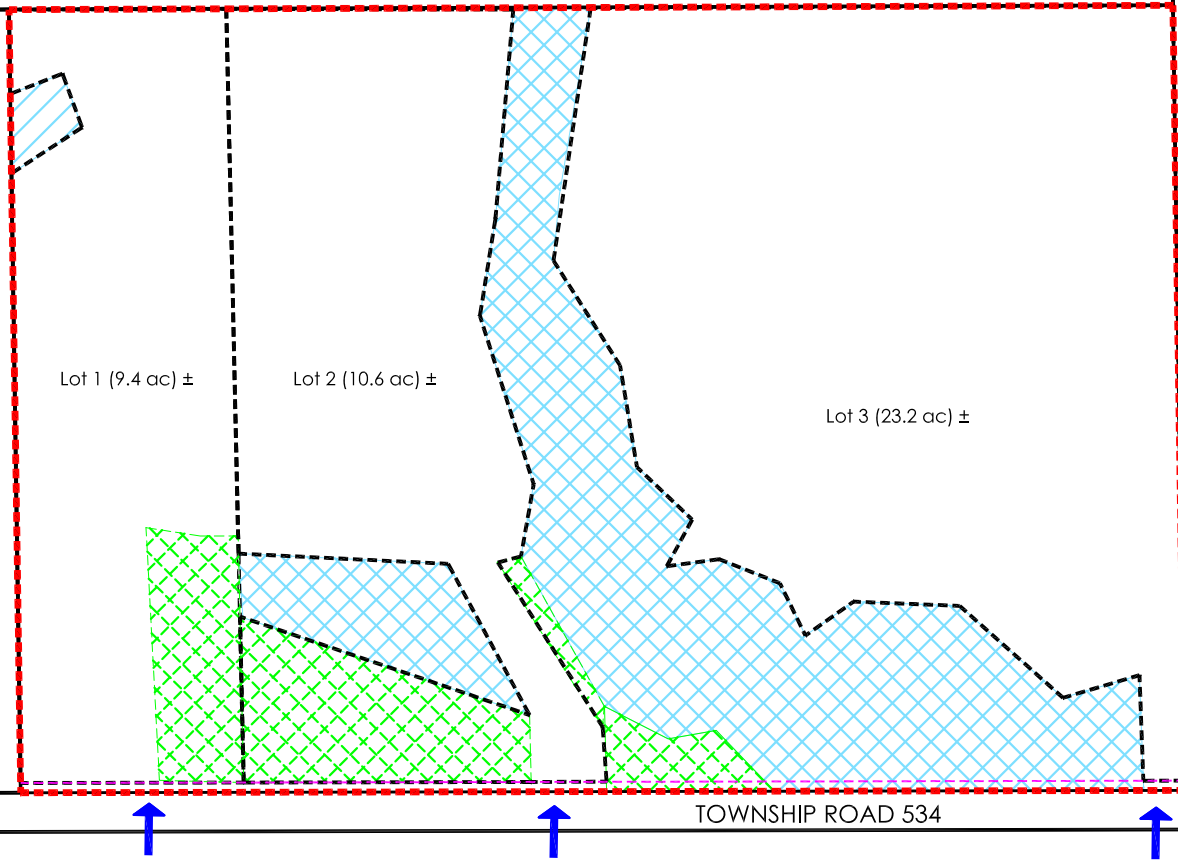 Lot 1 (9.4 ac) ±
Lot 2 (10.6 ac) ±
Lot 3 (23.2 ac) ±
TOWNSHIP ROAD 534